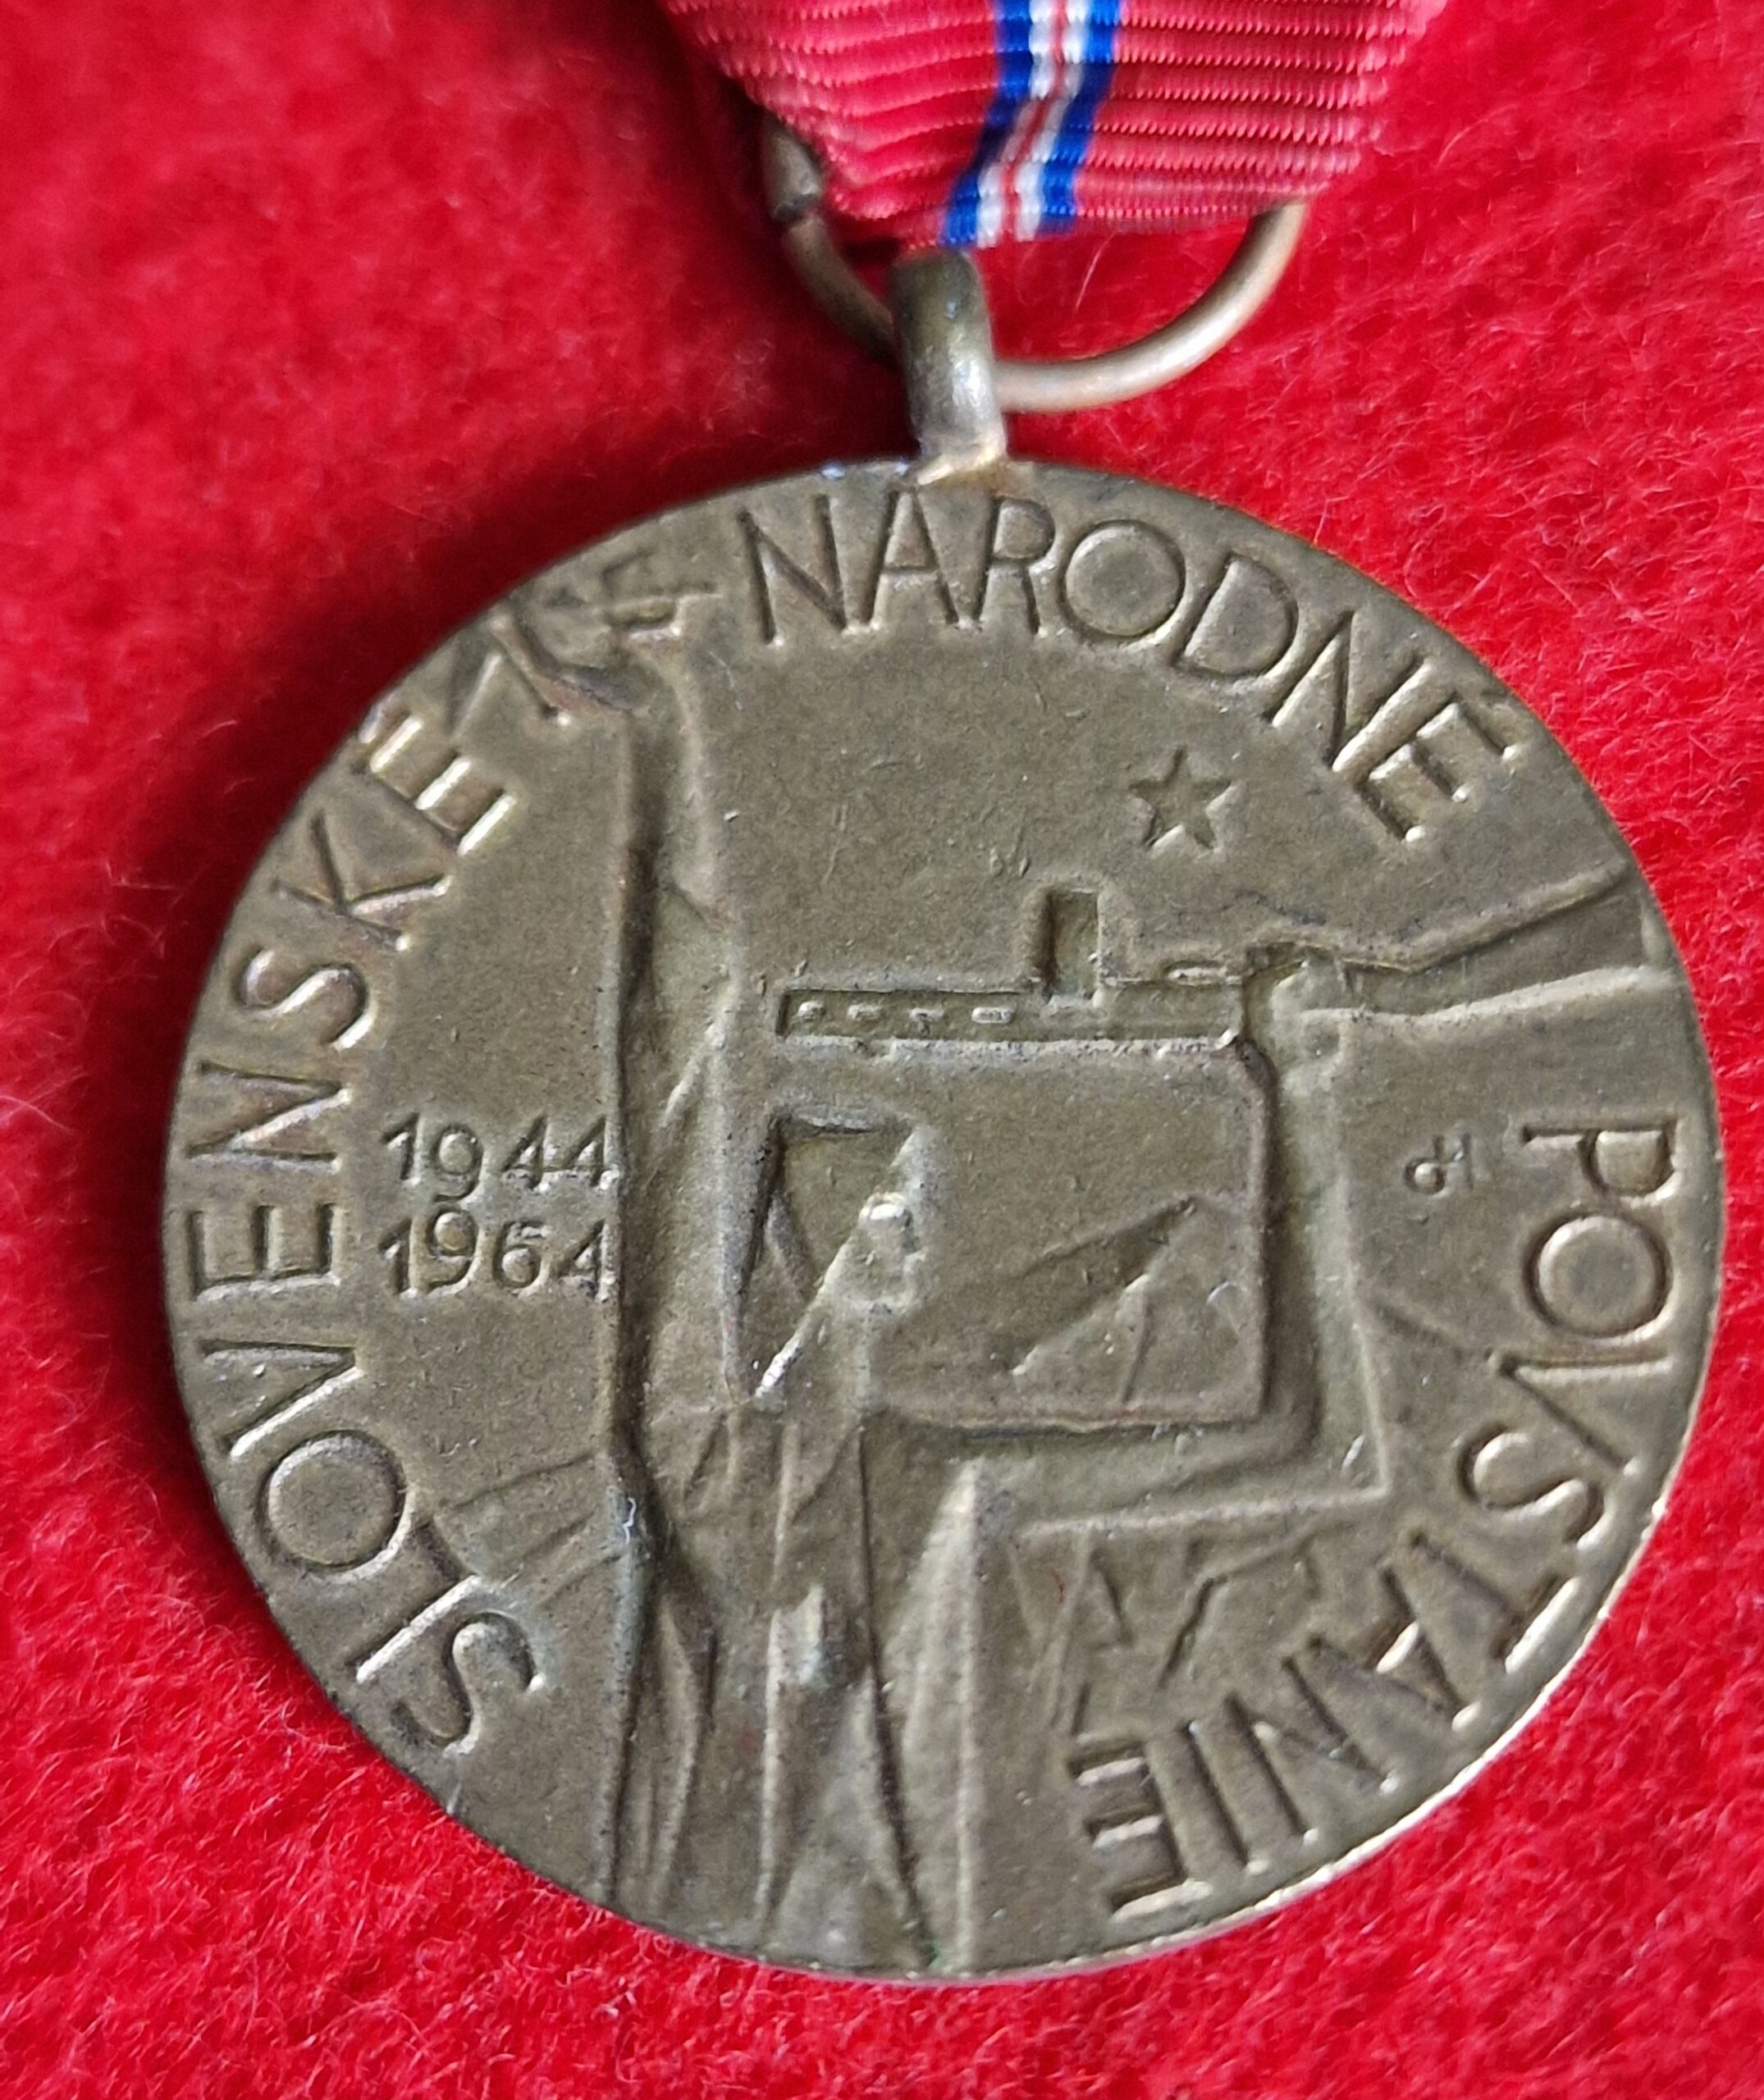 SLOVENSKÉ NÁRODNÉ POVSTANIE
1944
1964